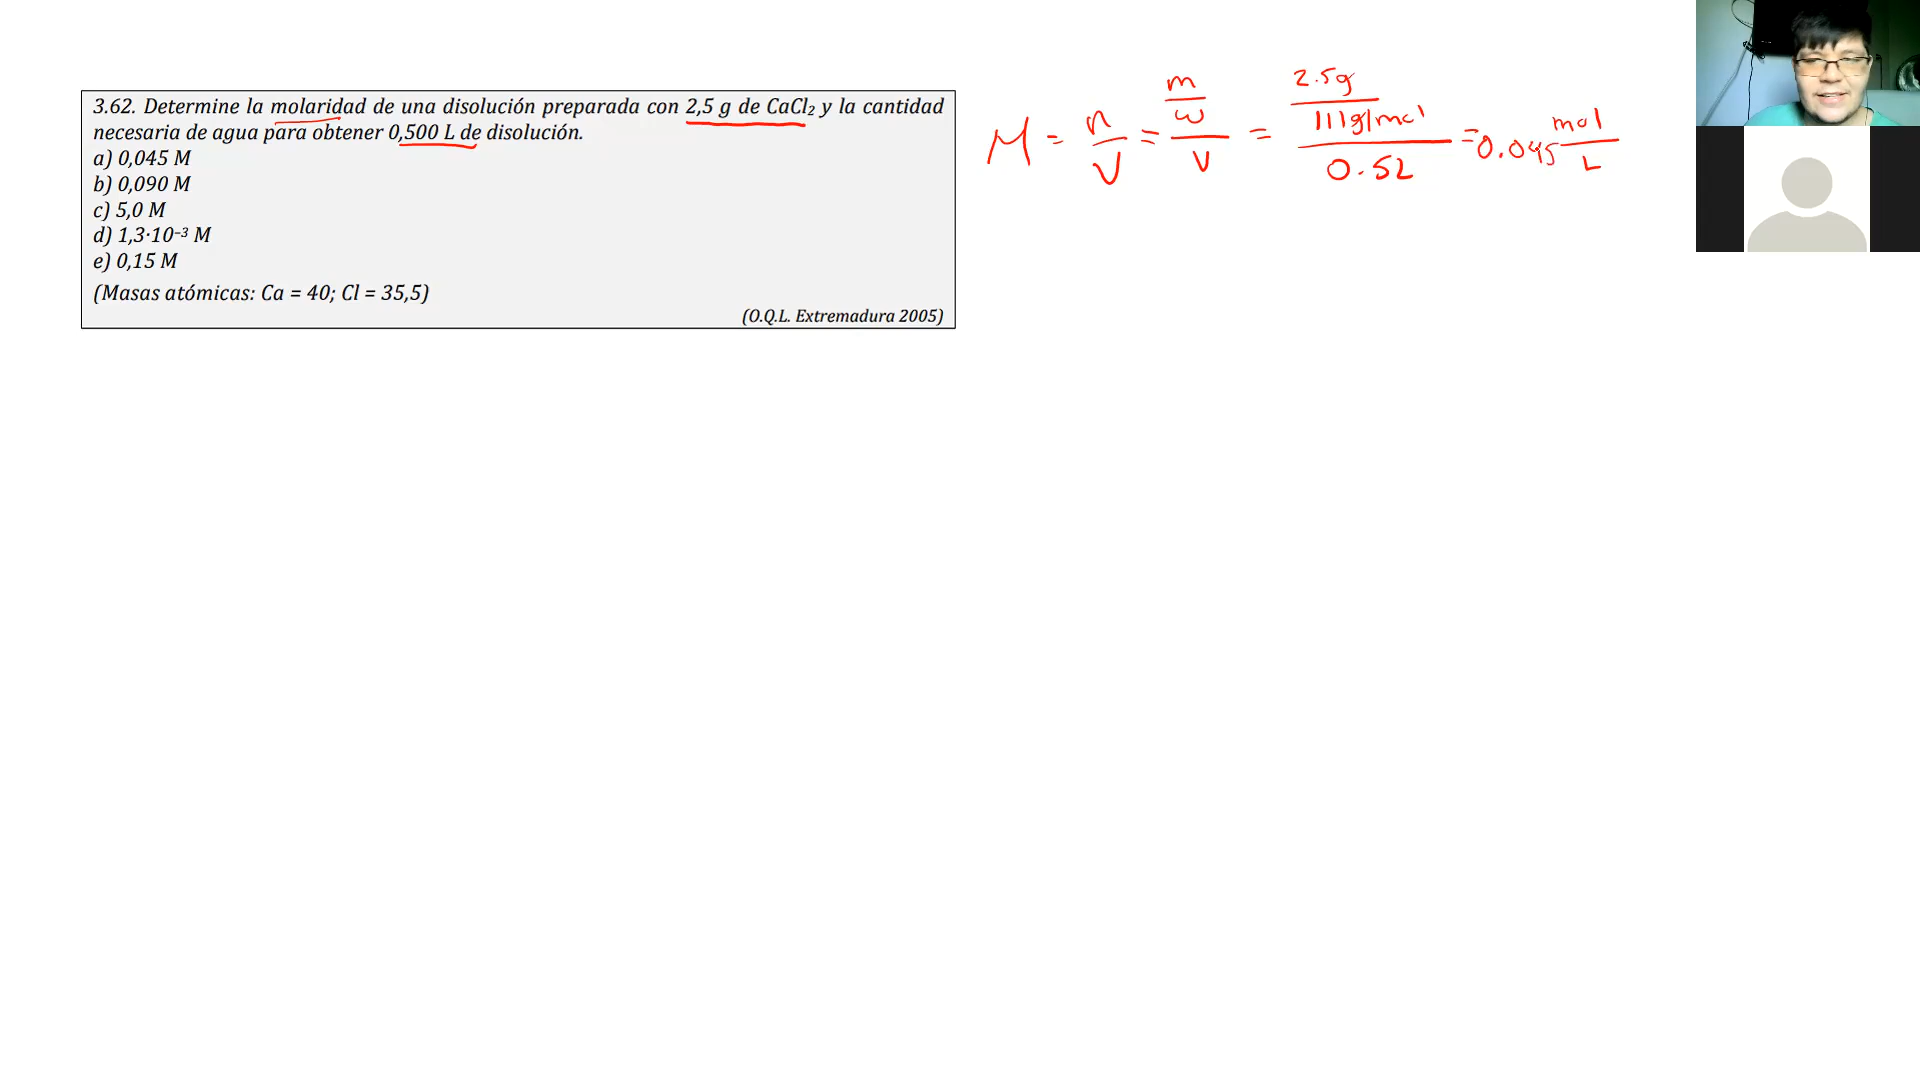 3.62. Determine la molaridad de una disolución preparada con 2,5 g de CaCl₂ y la cantidad
necesaria de agua para obtener 0,500 L de disolución.
a) 0,045 M
b) 0,090 M
c) 5,0 M
d) 1,3·10⁻³ M
e) 0,15 M
(Masas atómicas: Ca = 40; Cl = 35,5)
(O.Q.L. Extremadura 2005)
M = n/V = m/w/V = 2.5g/111g/mol/0.5L = 0.045 mol/L